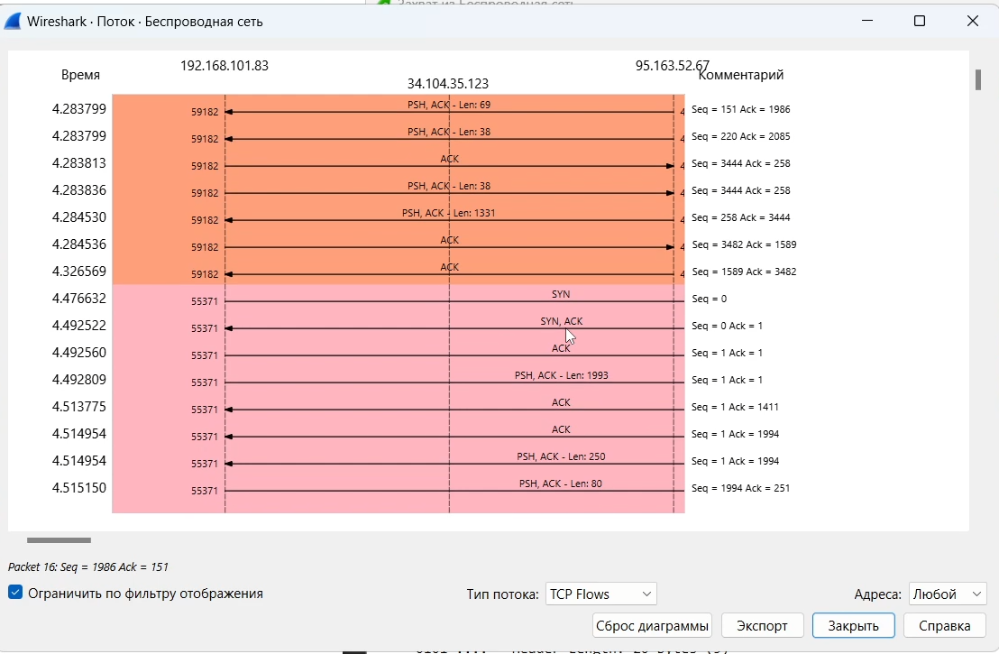 Захват из Беспроводная сеть
Wireshark · Поток · Беспроводная сеть
Время 192.168.101.83 34.104.35.123 95.163.52.67 Комментарий
4.283799 59182 PSH, ACK - Len: 69 4 Seq = 151 Ack = 1986
4.283799 59182 PSH, ACK - Len: 38 4 Seq = 220 Ack = 2085
4.283813 59182 ACK 4 Seq = 3444 Ack = 258
4.283836 59182 PSH, ACK - Len: 38 4 Seq = 3444 Ack = 258
4.284530 59182 PSH, ACK - Len: 1331 4 Seq = 258 Ack = 3444
4.284536 59182 ACK 4 Seq = 3482 Ack = 1589
4.326569 59182 ACK 4 Seq = 1589 Ack = 3482
4.476632 55371 SYN Seq = 0
4.492522 55371 SYN, ACK Seq = 0 Ack = 1
4.492560 55371 ACK Seq = 1 Ack = 1
4.492809 55371 PSH, ACK - Len: 1993 Seq = 1 Ack = 1
4.513775 55371 ACK Seq = 1 Ack = 1411
4.514954 55371 ACK Seq = 1 Ack = 1994
4.514954 55371 PSH, ACK - Len: 250 Seq = 1 Ack = 1994
4.515150 55371 PSH, ACK - Len: 80 Seq = 1994 Ack = 251
Packet 16: Seq = 1986 Ack = 151
Ограничить по фильтру отображения Тип потока: TCP Flows Адреса: Любой
Сброс диаграммы Экспорт Закрыть Справка